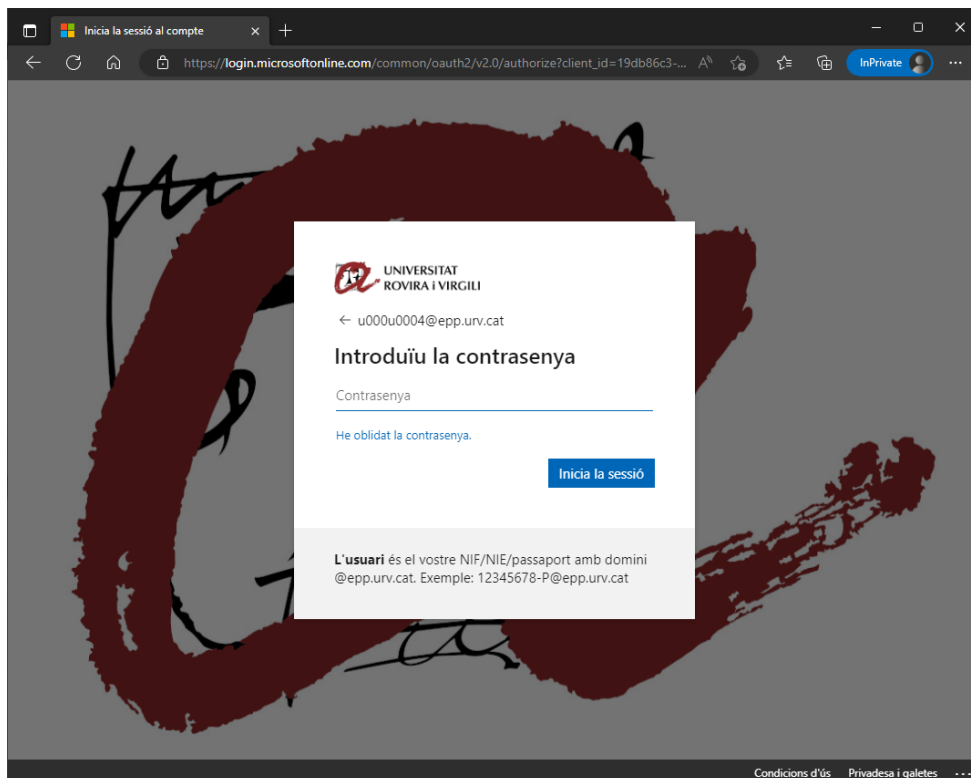 Inicia la sessió al compte
https://login.microsoftonline.com/common/oauth2/v2.0/authorize?client_id=19db86c3-...
InPrivate
UNIVERSITAT
ROVIRA i VIRGILI
u000u0004@epp.urv.cat
Introduïu la contrasenya
Contrasenya
He oblidat la contrasenya.
Inicia la sessió
L'usuari és el vostre NIF/NIE/passaport amb domini
@epp.urv.cat. Exemple: 12345678-P@epp.urv.cat
Condicions d'ús Privadesa i galetes ...